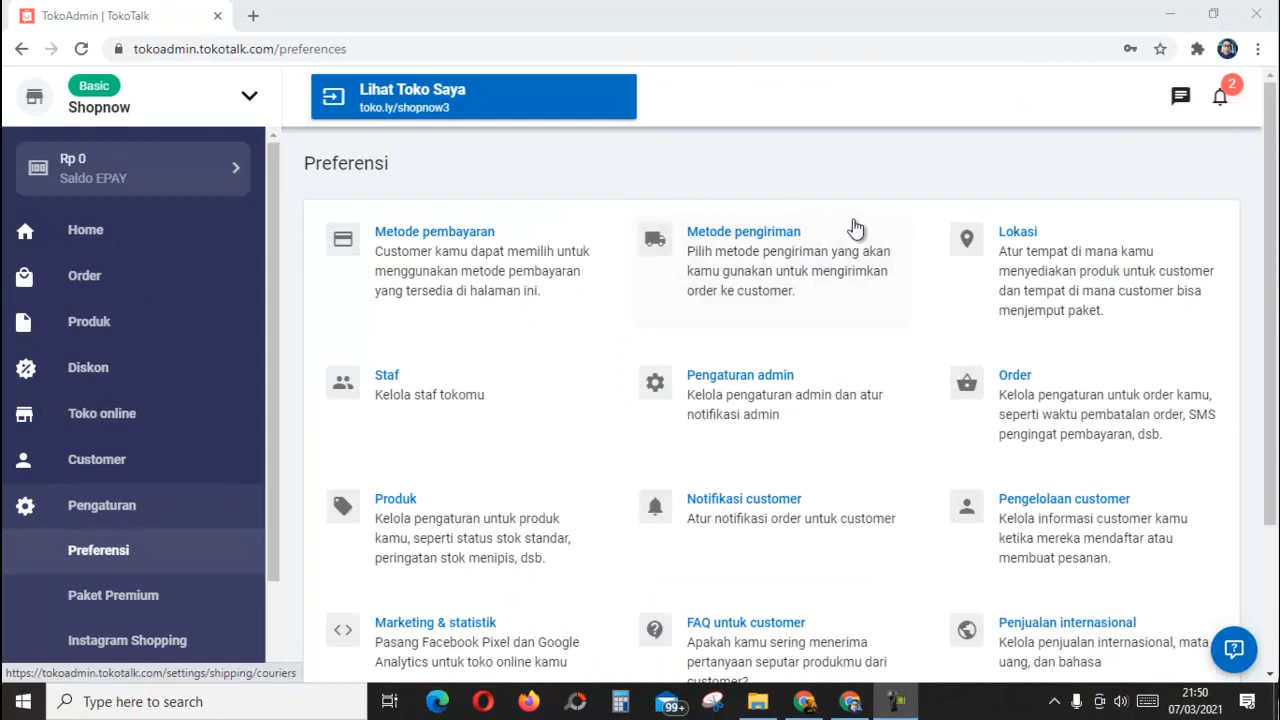 TokoAdmin | TokoTalk
tokoadmin.tokotalk.com/preferences
Basic
Shopnow
Lihat Toko Saya
toko.ly/shopnow3
2
Rp 0
Saldo EPAY
Home
Order
Produk
Diskon
Toko online
Customer
Pengaturan
Preferensi
Paket Premium
Instagram Shopping
Preferensi
Metode pembayaran
Customer kamu dapat memilih untuk
menggunakan metode pembayaran
yang tersedia di halaman ini.
Metode pengiriman
Pilih metode pengiriman yang akan
kamu gunakan untuk mengirimkan
order ke customer.
Lokasi
Atur tempat di mana kamu
menyediakan produk untuk customer
dan tempat di mana customer bisa
menjemput paket.
Staf
Kelola staf tokomu
Pengaturan admin
Kelola pengaturan admin dan atur
notifikasi admin
Order
Kelola pengaturan untuk order kamu,
seperti waktu pembatalan order, SMS
pengingat pembayaran, dsb.
Produk
Kelola pengaturan untuk produk
kamu, seperti status stok standar,
peringatan stok menipis, dsb.
Notifikasi customer
Atur notifikasi order untuk customer
Pengelolaan customer
Kelola informasi customer kamu
ketika mereka mendaftar atau
membuat pesanan.
Marketing & statistik
Pasang Facebook Pixel dan Google
Analytics untuk toko online kamu
FAQ untuk customer
Apakah kamu sering menerima
pertanyaan seputar produkmu dari
customer?
Penjualan internasional
Kelola penjualan internasional, mata
uang, dan bahasa
https://tokoadmin.tokotalk.com/settings/shipping/couriers
Type here to search
99+
21:50
07/03/2021